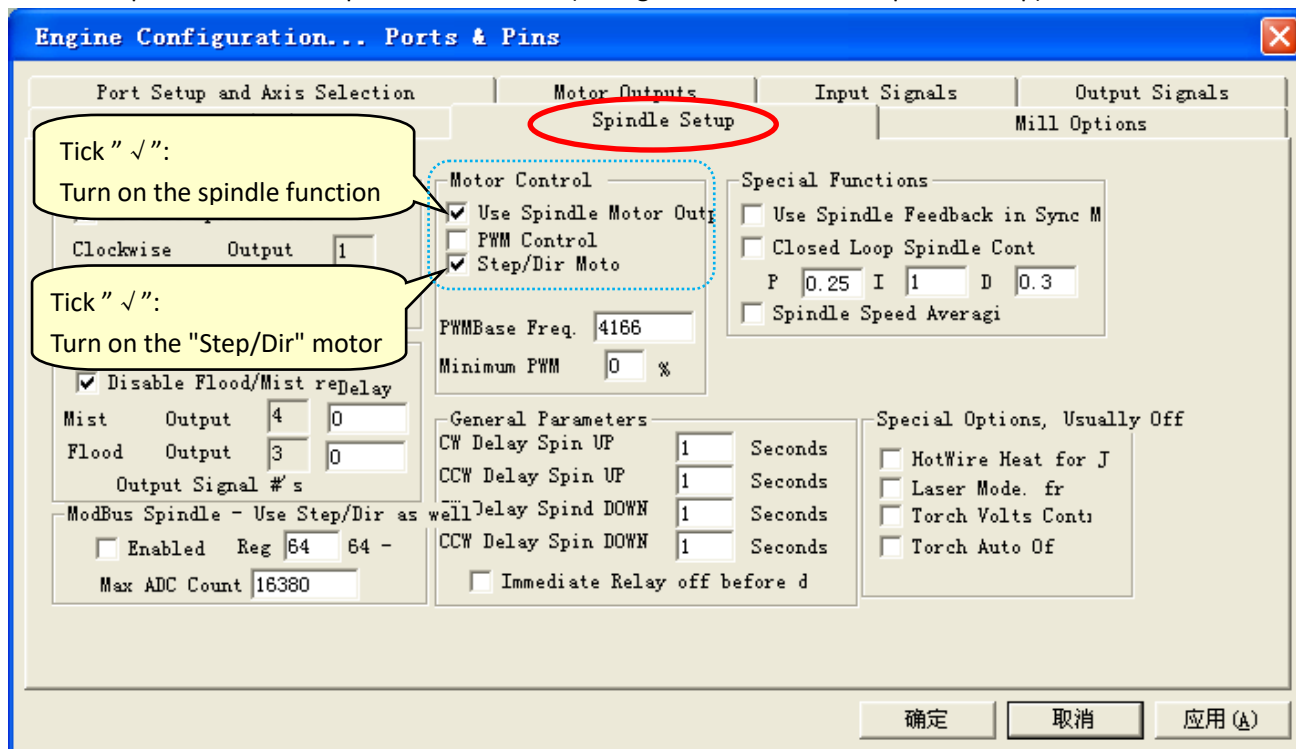 Engine Configuration... Ports & Pins
Port Setup and Axis Selection
Motor Outputs
Input Signals
Output Signals
Spindle Setup
Mill Options
Tick " √ ":
Turn on the spindle function
Clockwise Output 1
Tick " √ ":
Turn on the "Step/Dir" motor
Disable Flood/Mist re
Delay
Mist Output 4 0
Flood Output 3 0
Output Signal #'s
ModBus Spindle - Use Step/Dir as well
Enabled Reg 64 64 -
Max ADC Count 16380
Motor Control
Use Spindle Motor Outp
PWM Control
Step/Dir Moto
PWMBase Freq. 4166
Minimum PWM 0 %
Special Functions
Use Spindle Feedback in Sync M
Closed Loop Spindle Cont
P 0.25 I 1 D 0.3
Spindle Speed Averagi
General Parameters
CW Delay Spin UP 1 Seconds
CCW Delay Spin UP 1 Seconds
Delay Spind DOWN 1 Seconds
CCW Delay Spin DOWN 1 Seconds
Immediate Relay off before d
Special Options, Usually Off
HotWire Heat for J
Laser Mode. fr
Torch Volts Cont
Torch Auto Of
确定
取消
应用(A)